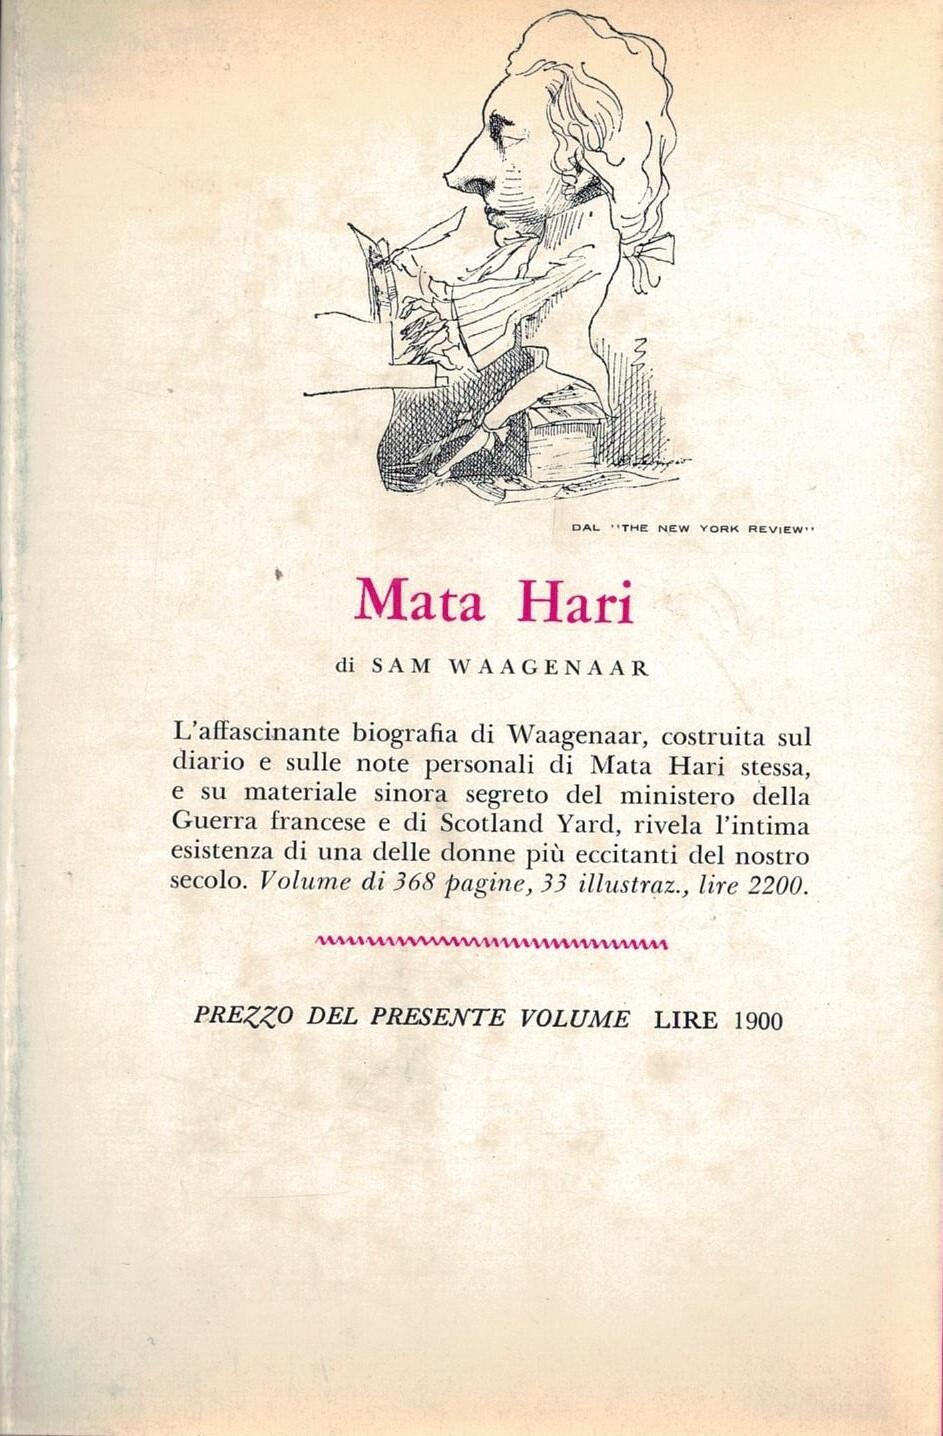 DAL "THE NEW YORK REVIEW"
Mata Hari
di SAM WAAGENAAR
L'affascinante biografia di Waagenaar, costruita sul
diario e sulle note personali di Mata Hari stessa,
e su materiale sinora segreto del ministero della
Guerra francese e di Scotland Yard, rivela l'intima
esistenza di una delle donne più eccitanti del nostro
secolo. Volume di 368 pagine, 33 illustraz., lire 2200.
PREZZO DEL PRESENTE VOLUME LIRE 1900